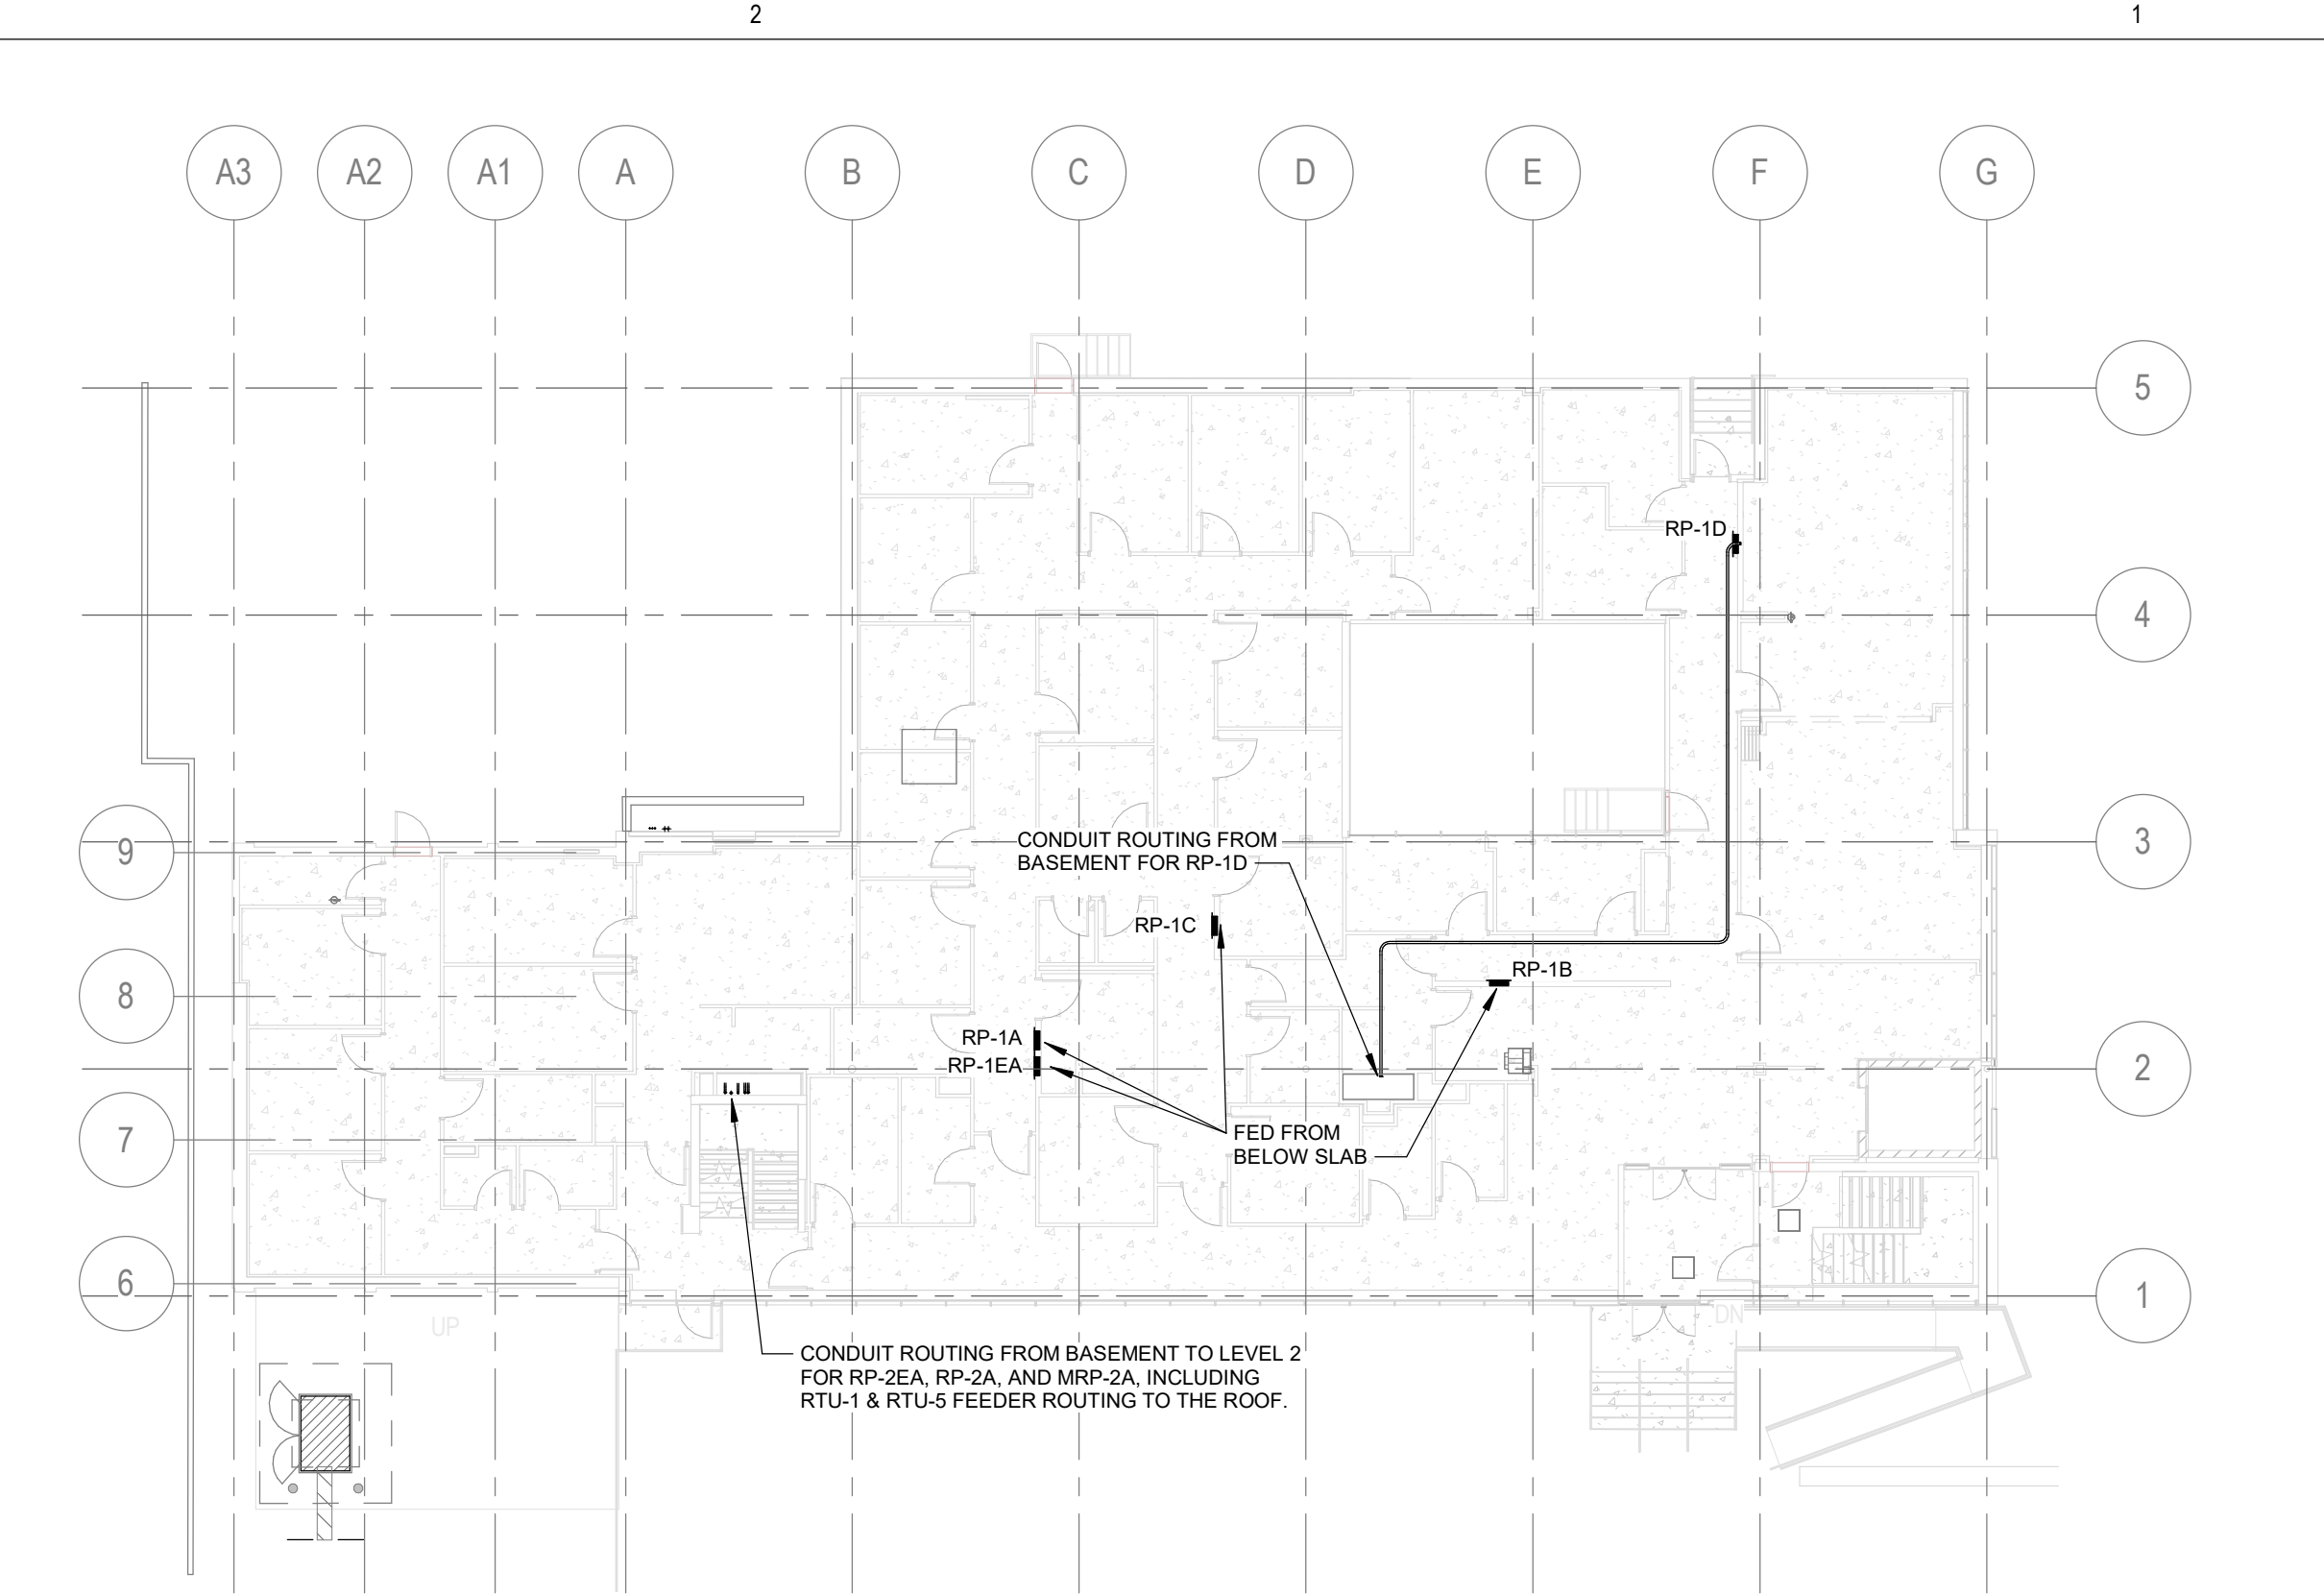 2
1
A3
A2
A1
A
B
C
D
E
F
G
5
RP-1D
4
CONDUIT ROUTING FROM
BASEMENT FOR RP-1D
9
3
RP-1C
RP-1B
8
RP-1A
RP-1EA
2
FED FROM
BELOW SLAB
7
6
1
UP
DN
CONDUIT ROUTING FROM BASEMENT TO LEVEL 2
FOR RP-2EA, RP-2A, AND MRP-2A, INCLUDING
RTU-1 & RTU-5 FEEDER ROUTING TO THE ROOF.